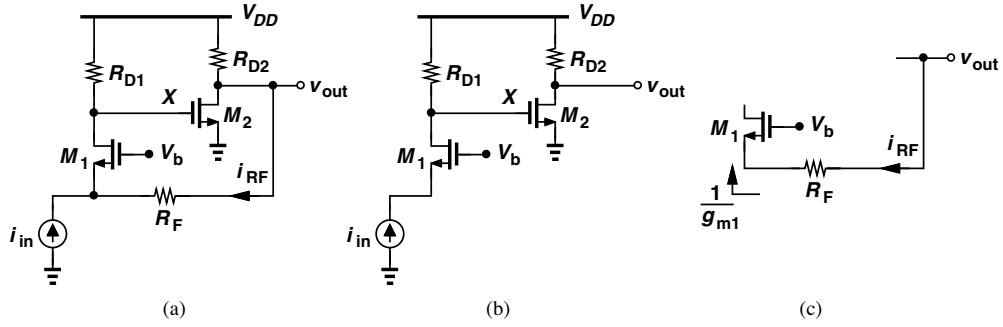 V_DD
R_D1
R_D2
v_out
X
M_2
M_1
V_b
i_RF
R_F
i_in
(a)
V_DD
R_D1
R_D2
v_out
X
M_2
M_1
V_b
i_in
(b)
v_out
M_1
V_b
i_RF
R_F
1
g_m1
(c)